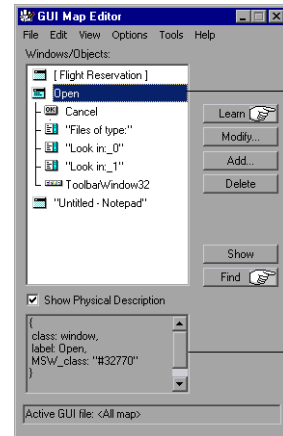 GUI Map Editor
File Edit View Options Tools Help
Windows/Objects:
[ Flight Reservation ]
Open
OK Cancel
"Files of type:"
"Look in:_0"
"Look in:_1"
ToolbarWindow32
"Untitled - Notepad"
Learn
Modify...
Add...
Delete
Show
Find
Show Physical Description
{
class: window,
label: Open,
MSW_class: "#32770"
}
Active GUI file: <All map>